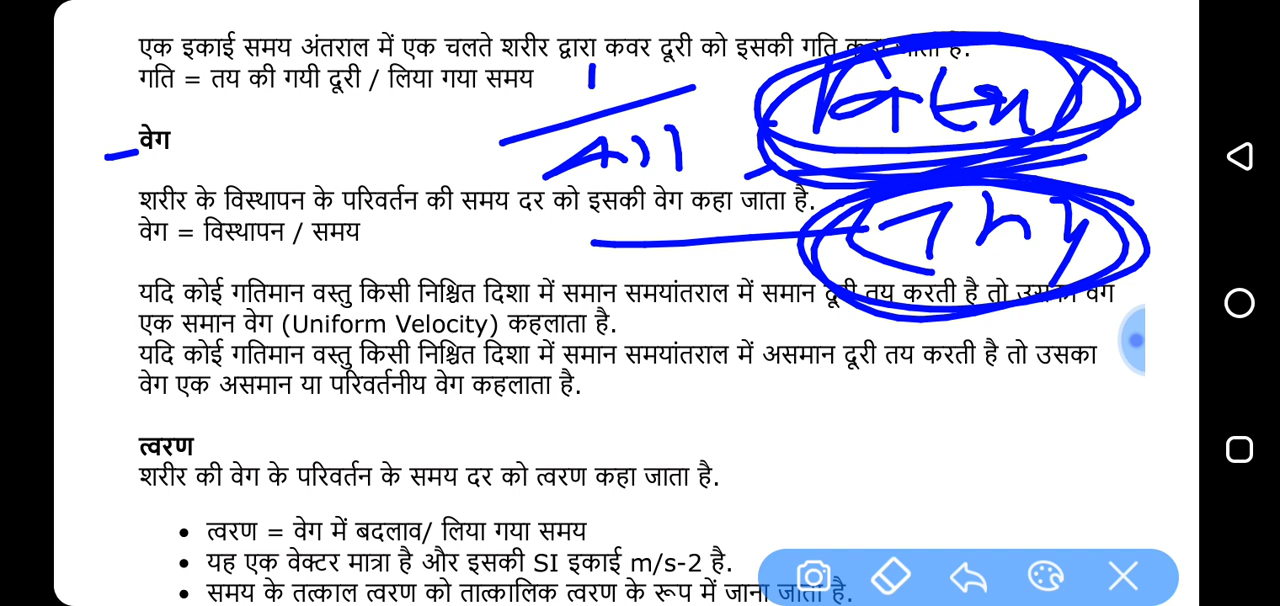 एक इकाई समय अंतराल में एक चलते शरीर द्वारा कवर दूरी को इसकी गति कहा जाता है.
गति = तय की गयी दूरी / लिया गया समय
वेग
शरीर के विस्थापन के परिवर्तन की समय दर को इसकी वेग कहा जाता है.
वेग = विस्थापन / समय
यदि कोई गतिमान वस्तु किसी निश्चित दिशा में समान समयांतराल में समान दूरी तय करती है तो उसका वेग
एक समान वेग (Uniform Velocity) कहलाता है.
यदि कोई गतिमान वस्तु किसी निश्चित दिशा में समान समयांतराल में असमान दूरी तय करती है तो उसका
वेग एक असमान या परिवर्तनीय वेग कहलाता है.
त्वरण
शरीर की वेग के परिवर्तन के समय दर को त्वरण कहा जाता है.
• त्वरण = वेग में बदलाव/ लिया गया समय
• यह एक वेक्टर मात्रा है और इसकी SI इकाई m/s-2 है.
• समय के तत्काल त्वरण को तात्कालिक त्वरण के रूप में जाना जाता है.